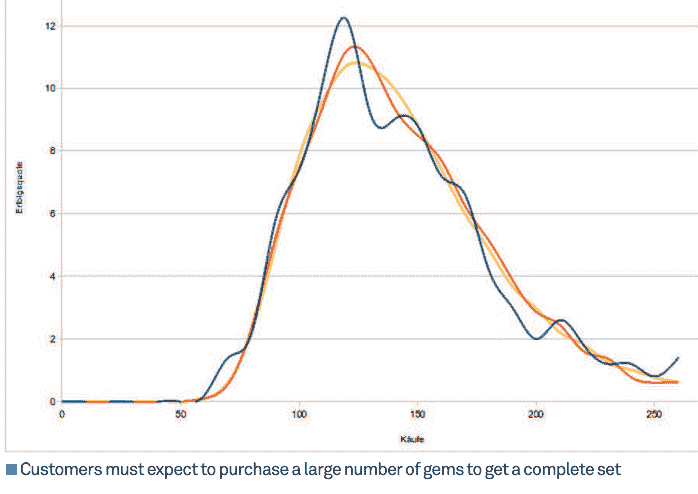 12
10
8
6
4
2
0
Erfolgsquote
0 50 100 150 200 250
Käufe
Customers must expect to purchase a large number of gems to get a complete set